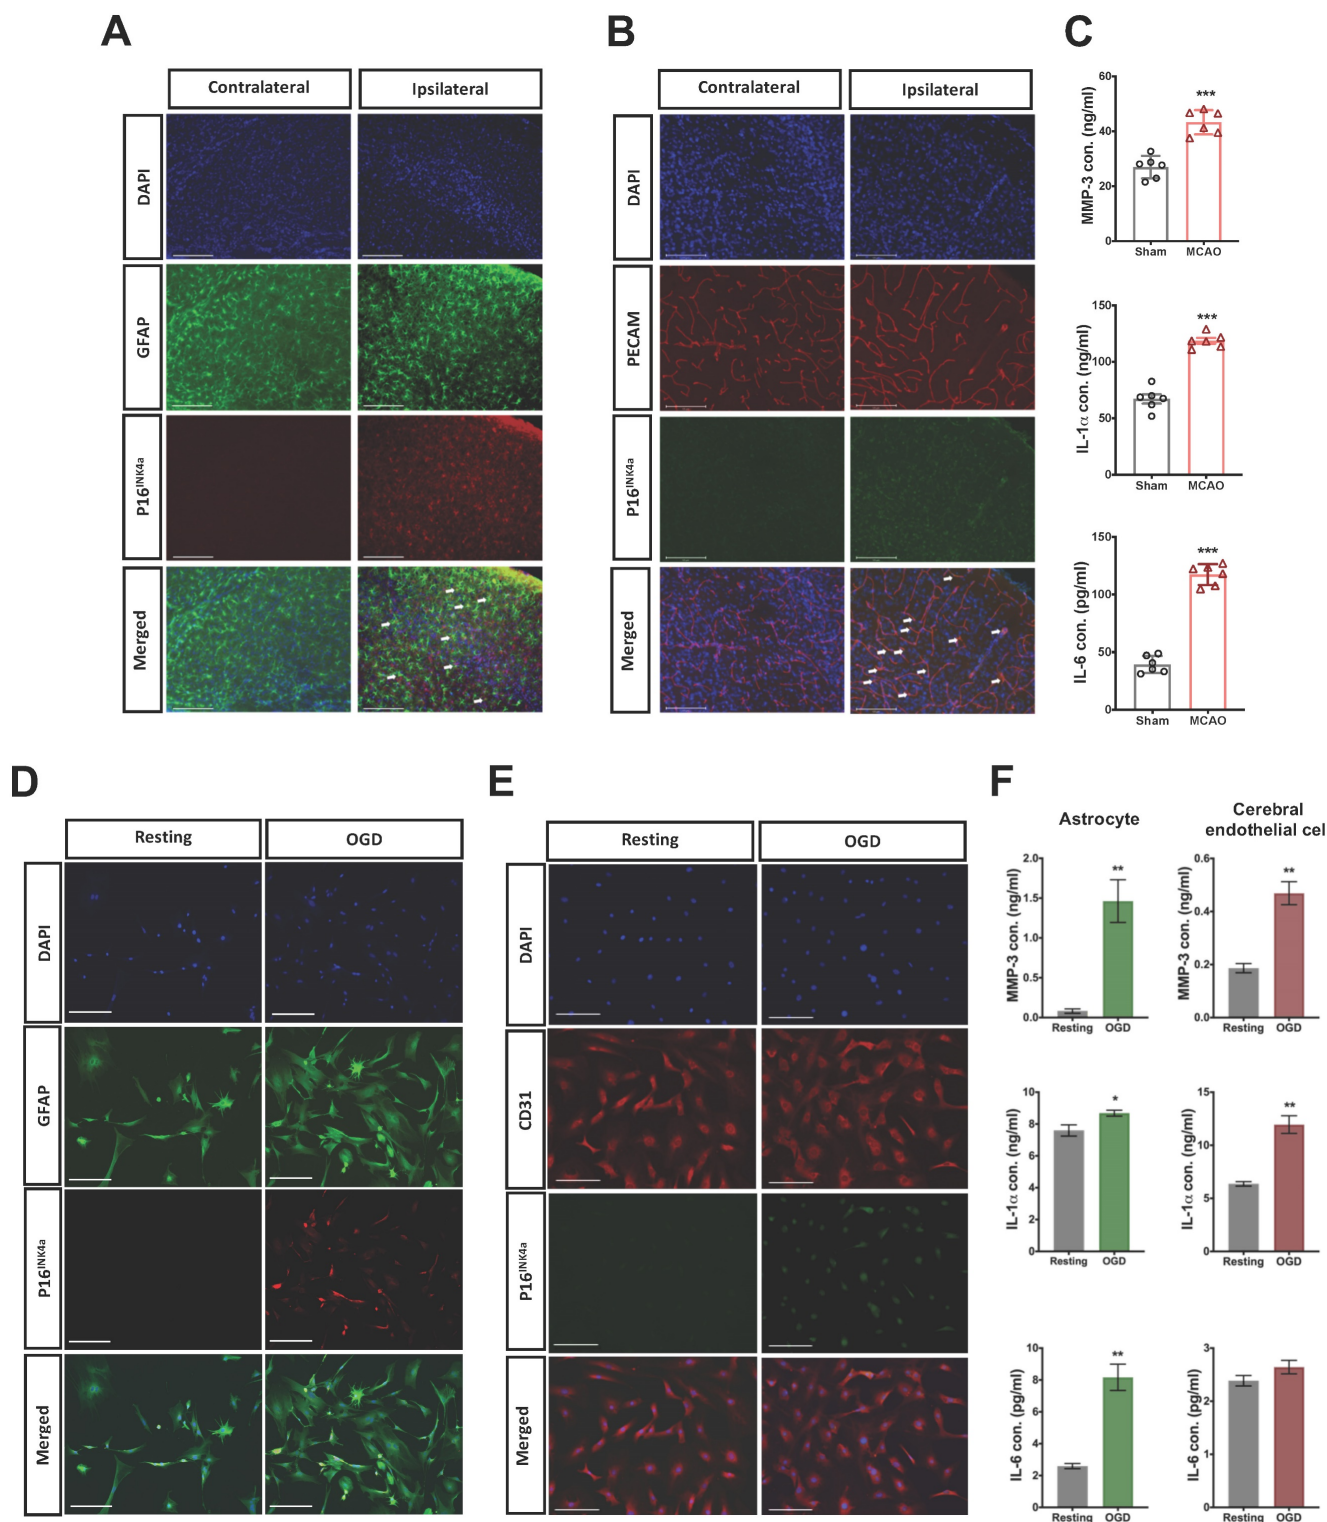 A
B
C
Contralateral
Ipsilateral
DAPI
GFAP
P16INK4a
Merged
Contralateral
Ipsilateral
DAPI
PECAM
P16INK4a
Merged
MMP-3 con. (ng/ml)
60
40
20
0
***
Sham
MCAO
IL-1α con. (ng/ml)
150
100
50
0
***
Sham
MCAO
IL-6 con. (pg/ml)
150
100
50
0
***
Sham
MCAO
D
E
F
Resting
OGD
DAPI
GFAP
P16INK4a
Merged
Resting
OGD
DAPI
CD31
P16INK4a
Merged
Astrocyte
Cerebral
endothelial cel
MMP-3 con. (ng/ml)
2.0
1.5
1.0
0.5
0.0
**
Resting
OGD
MMP-3 con. (ng/ml)
0.6
0.4
0.2
0.0
**
Resting
OGD
IL-1α con. (ng/ml)
10
8
6
4
2
0
*
Resting
OGD
IL-1α con. (ng/ml)
15
10
5
0
**
Resting
OGD
IL-6 con. (pg/ml)
10
8
6
4
2
0
**
Resting
OGD
IL-6 con. (pg/ml)
3
2
1
0
Resting
OGD